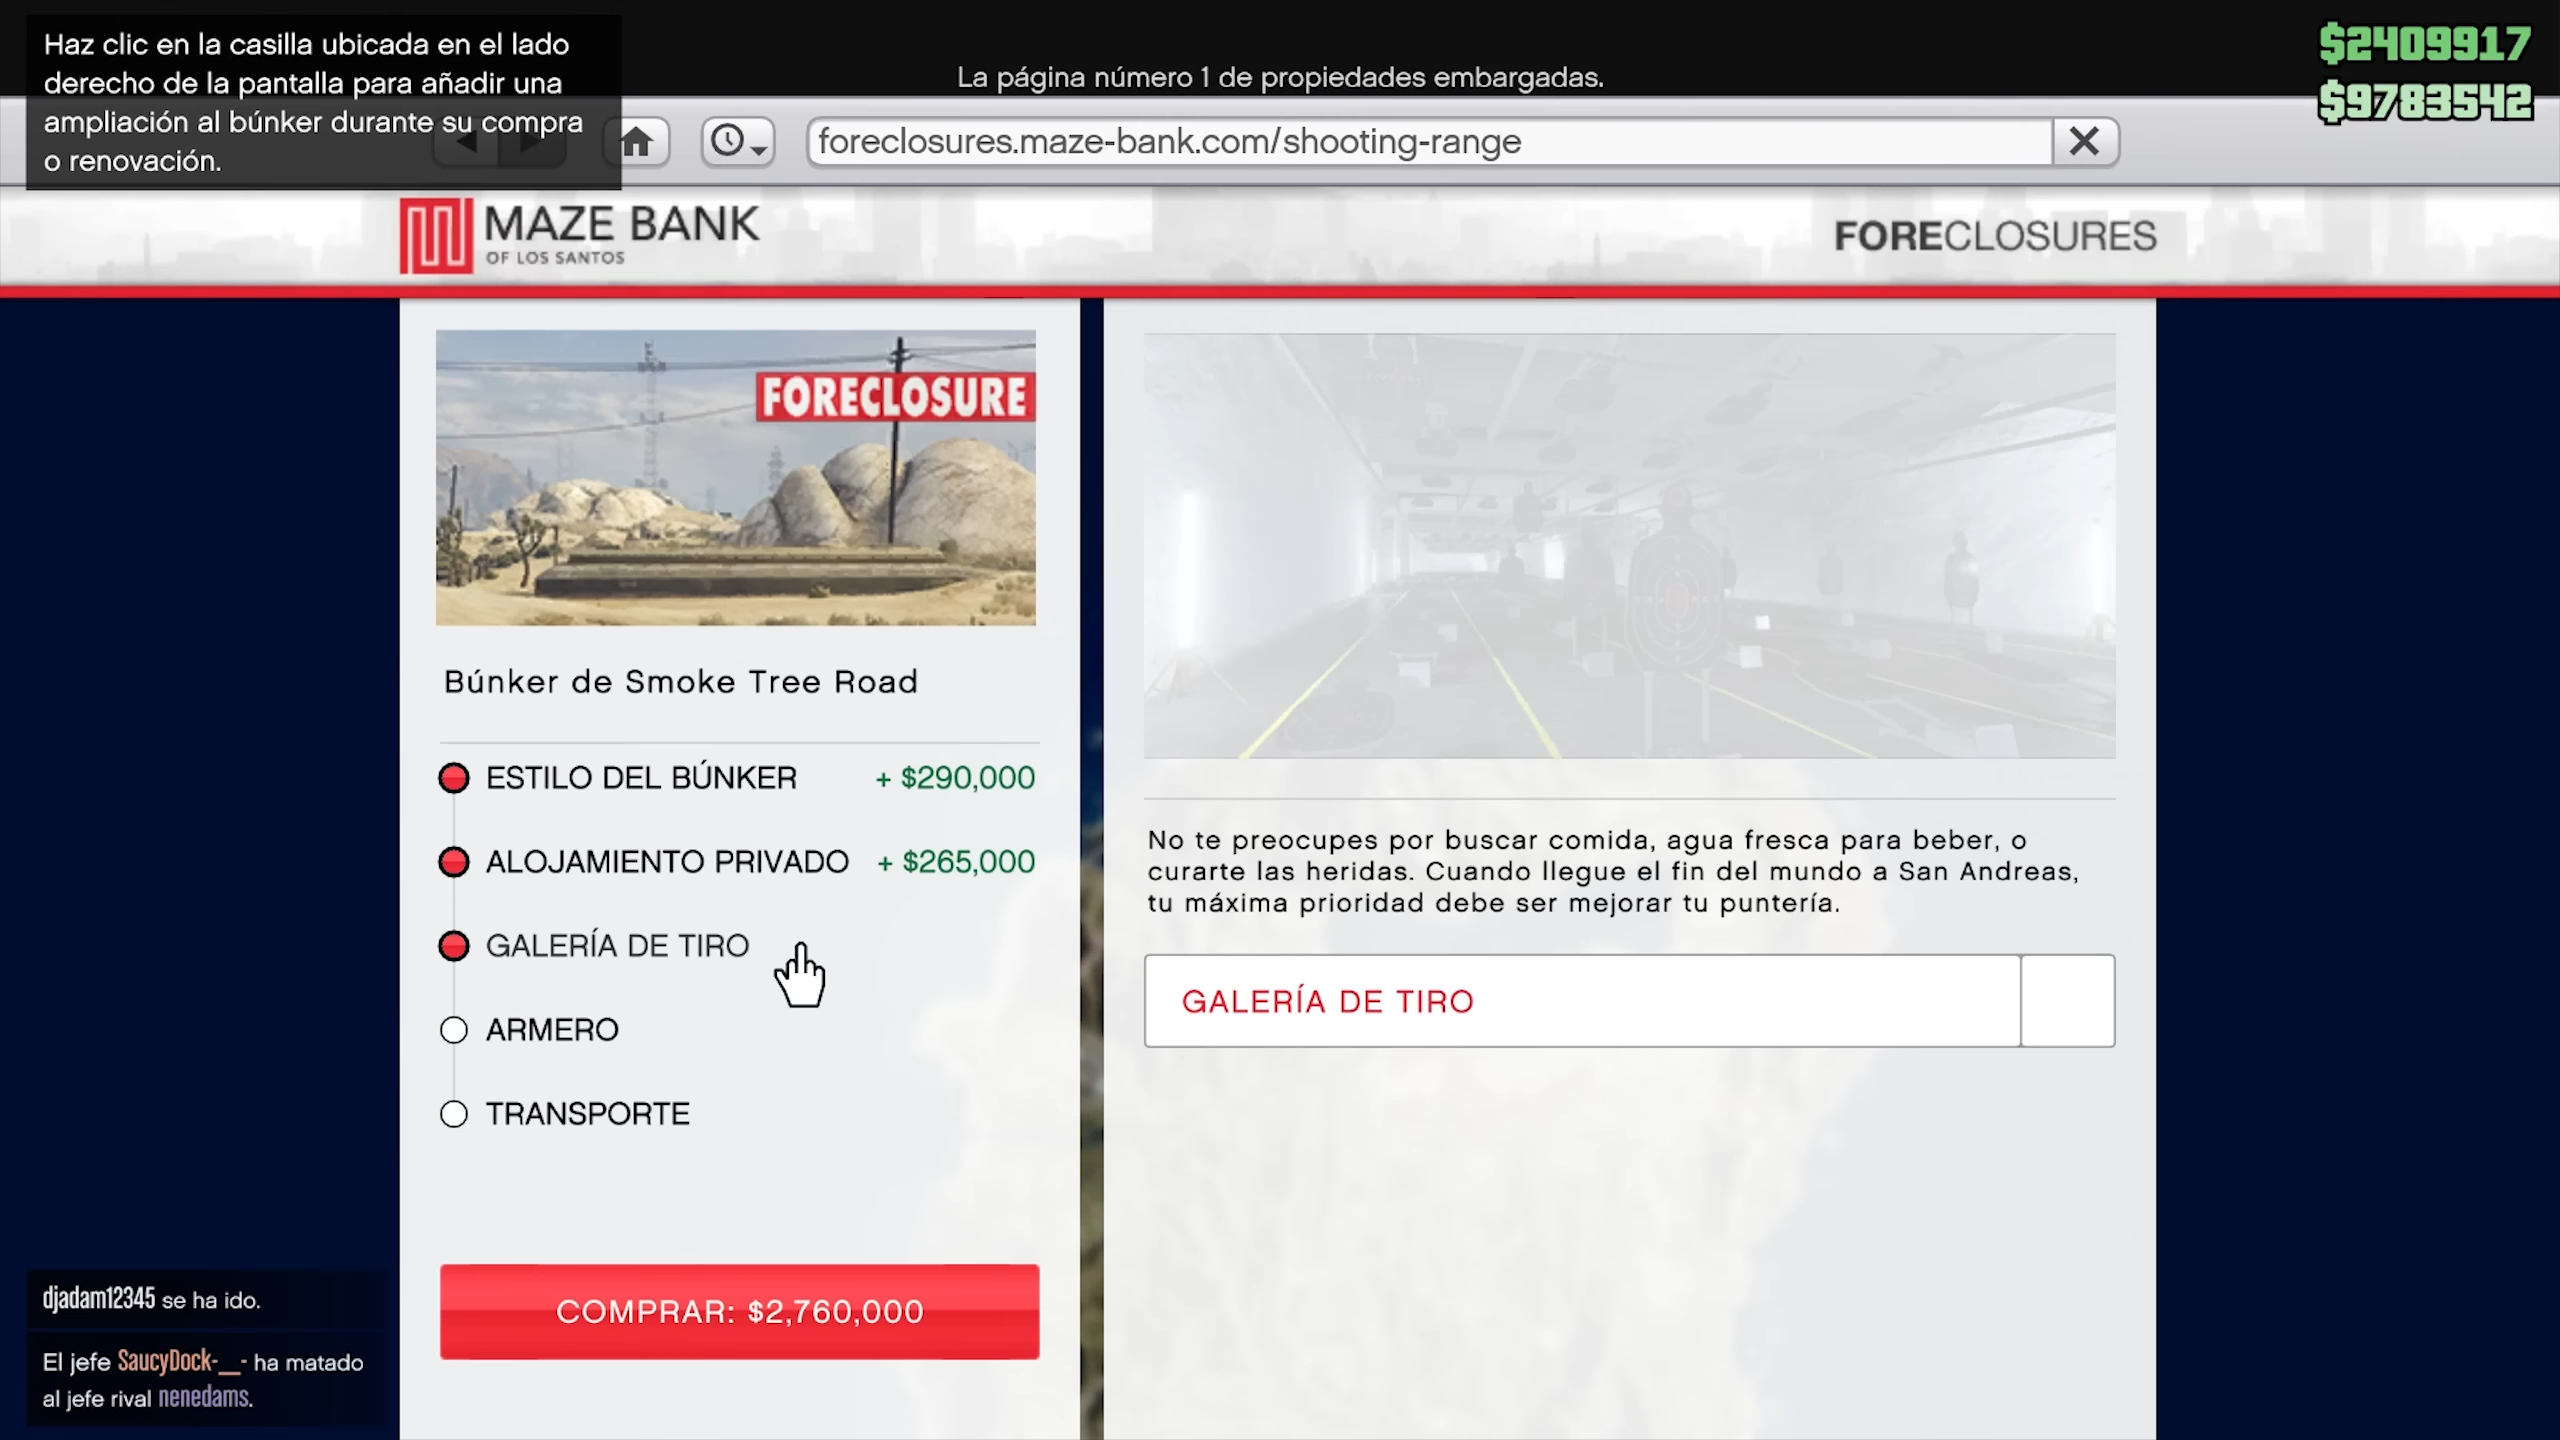 Haz clic en la casilla ubicada en el lado
derecho de la pantalla para añadir una
ampliación al búnker durante su compra
o renovación.
La página número 1 de propiedades embargadas.
$2409917
$9783542
foreclosures.maze-bank.com/shooting-range
MAZE BANK
OF LOS SANTOS
FORECLOSURES
FORECLOSURE
Búnker de Smoke Tree Road
ESTILO DEL BÚNKER + $290,000
ALOJAMIENTO PRIVADO + $265,000
GALERÍA DE TIRO
ARMERO
TRANSPORTE
COMPRAR: $2,760,000
No te preocupes por buscar comida, agua fresca para beber, o
curarte las heridas. Cuando llegue el fin del mundo a San Andreas,
tu máxima prioridad debe ser mejorar tu puntería.
GALERÍA DE TIRO
djadam12345 se ha ido.
El jefe SaucyDock-__- ha matado
al jefe rival nenedams.